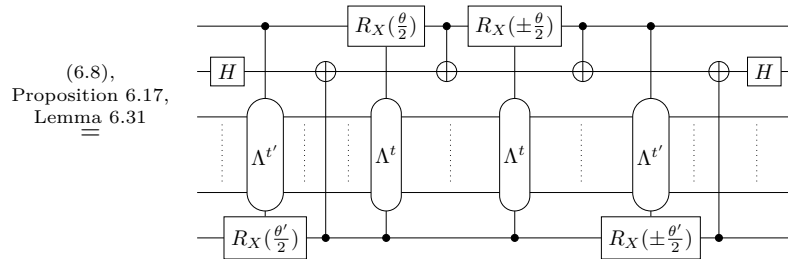 R_X(θ/2) R_X(±θ/2)
(6.8),
H H
Proposition 6.17,
Lemma 6.31
=
Λ^{t'} Λ^t Λ^t Λ^{t'}
R_X(θ'/2) R_X(±θ'/2)